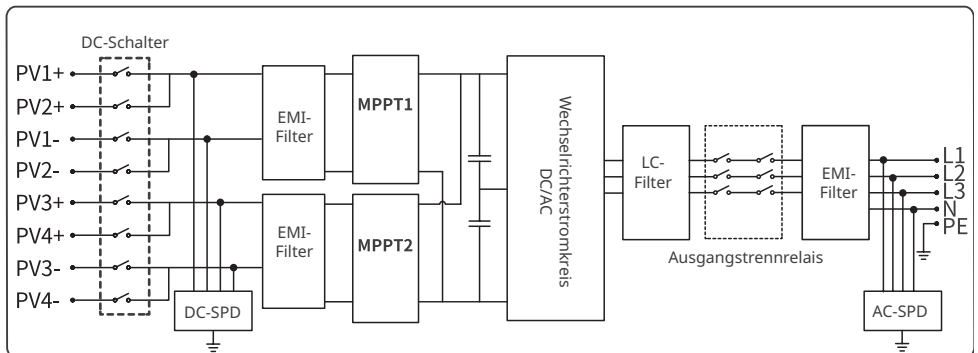 DC-Schalter
PV1+
PV2+
PV1-
PV2-
PV3+
PV4+
PV3-
PV4-
DC-SPD
EMI-
Filter
EMI-
Filter
MPPT1
MPPT2
Wechselrichterstromkreis
DC/AC
LC-
Filter
Ausgangstrennrelais
EMI-
Filter
L1
L2
L3
N
PE
AC-SPD